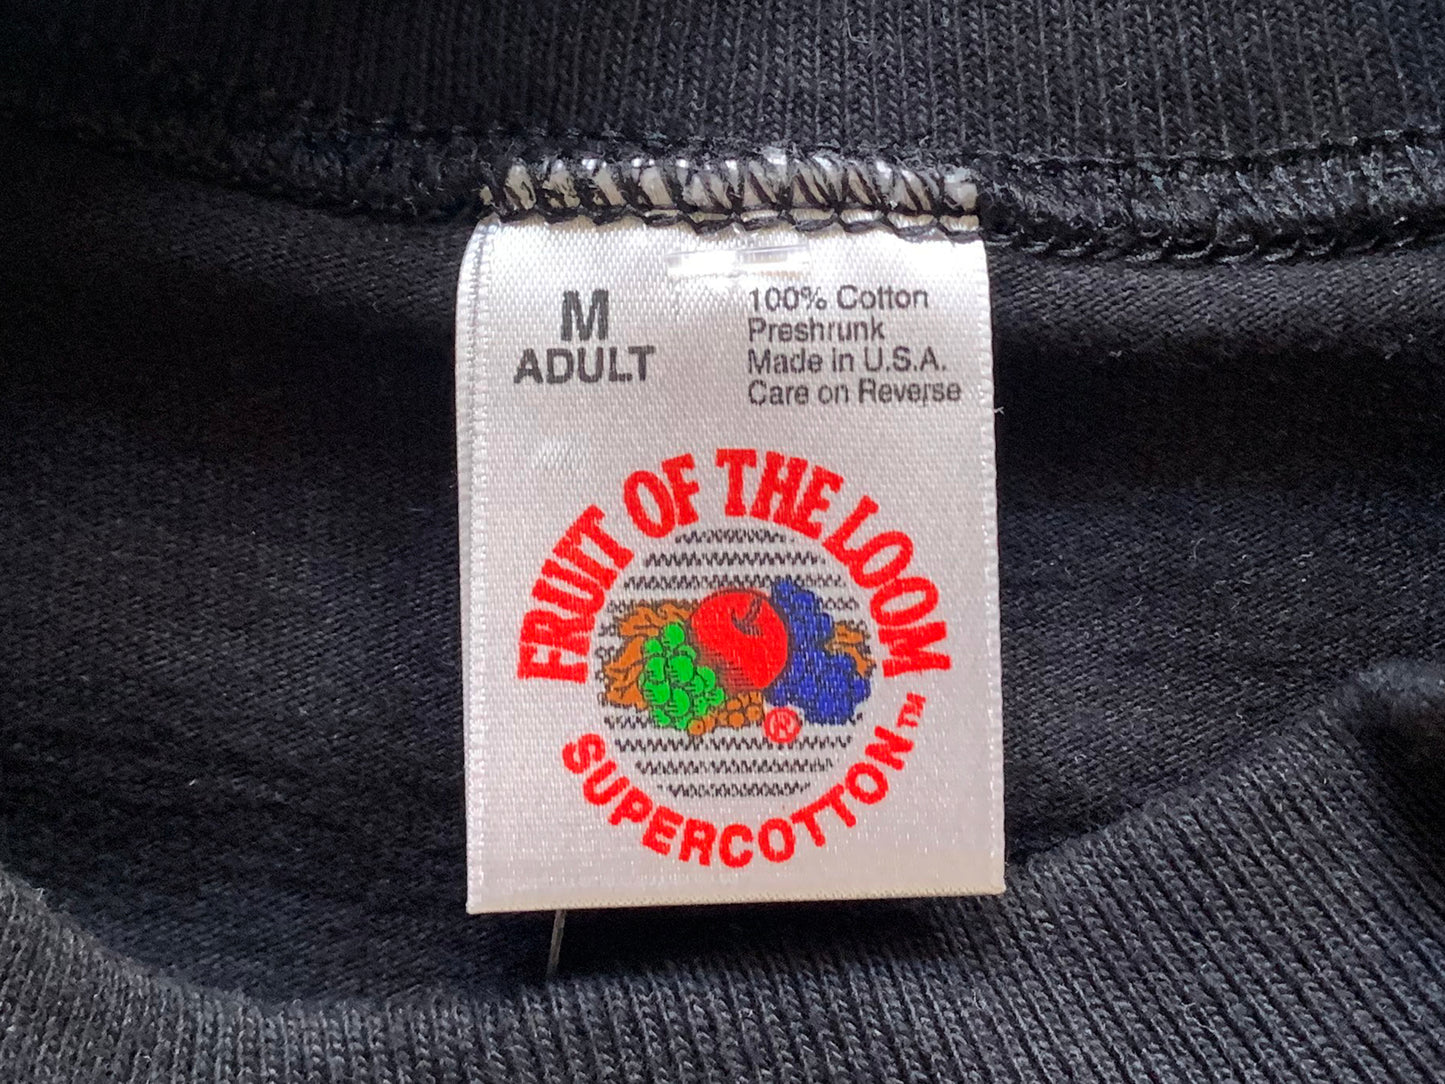 M
ADULT
100% Cotton
Preshrunk
Made in U.S.A.
Care on Reverse
FRUIT OF THE LOOM
®
SUPERCOTTON™